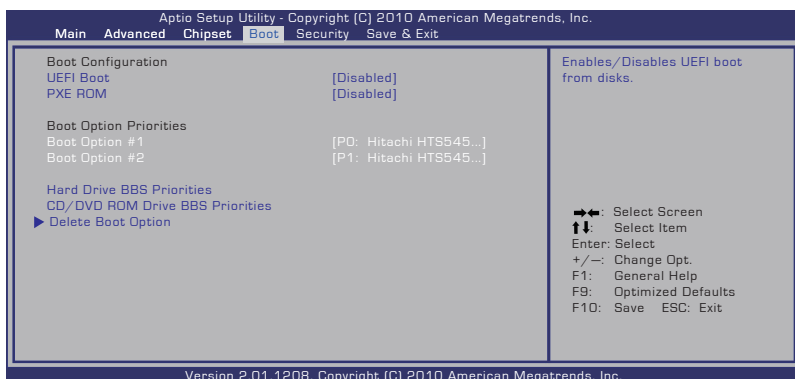 Aptio Setup Utility - Copyright (C) 2010 American Megatrends, Inc.
Main Advanced Chipset Boot Security Save & Exit
Boot Configuration
UEFI Boot [Disabled]
PXE ROM [Disabled]
Boot Option Priorities
Boot Option #1 [P0: Hitachi HTS545...]
Boot Option #2 [P1: Hitachi HTS545...]
Hard Drive BBS Priorities
CD/DVD ROM Drive BBS Priorities
Delete Boot Option
Enables/Disables UEFI boot
from disks.
: Select Screen
: Select Item
Enter: Select
+/—: Change Opt.
F1: General Help
F9: Optimized Defaults
F10: Save ESC: Exit
Version 2.01.1208. Copyright (C) 2010 American Megatrends, Inc.